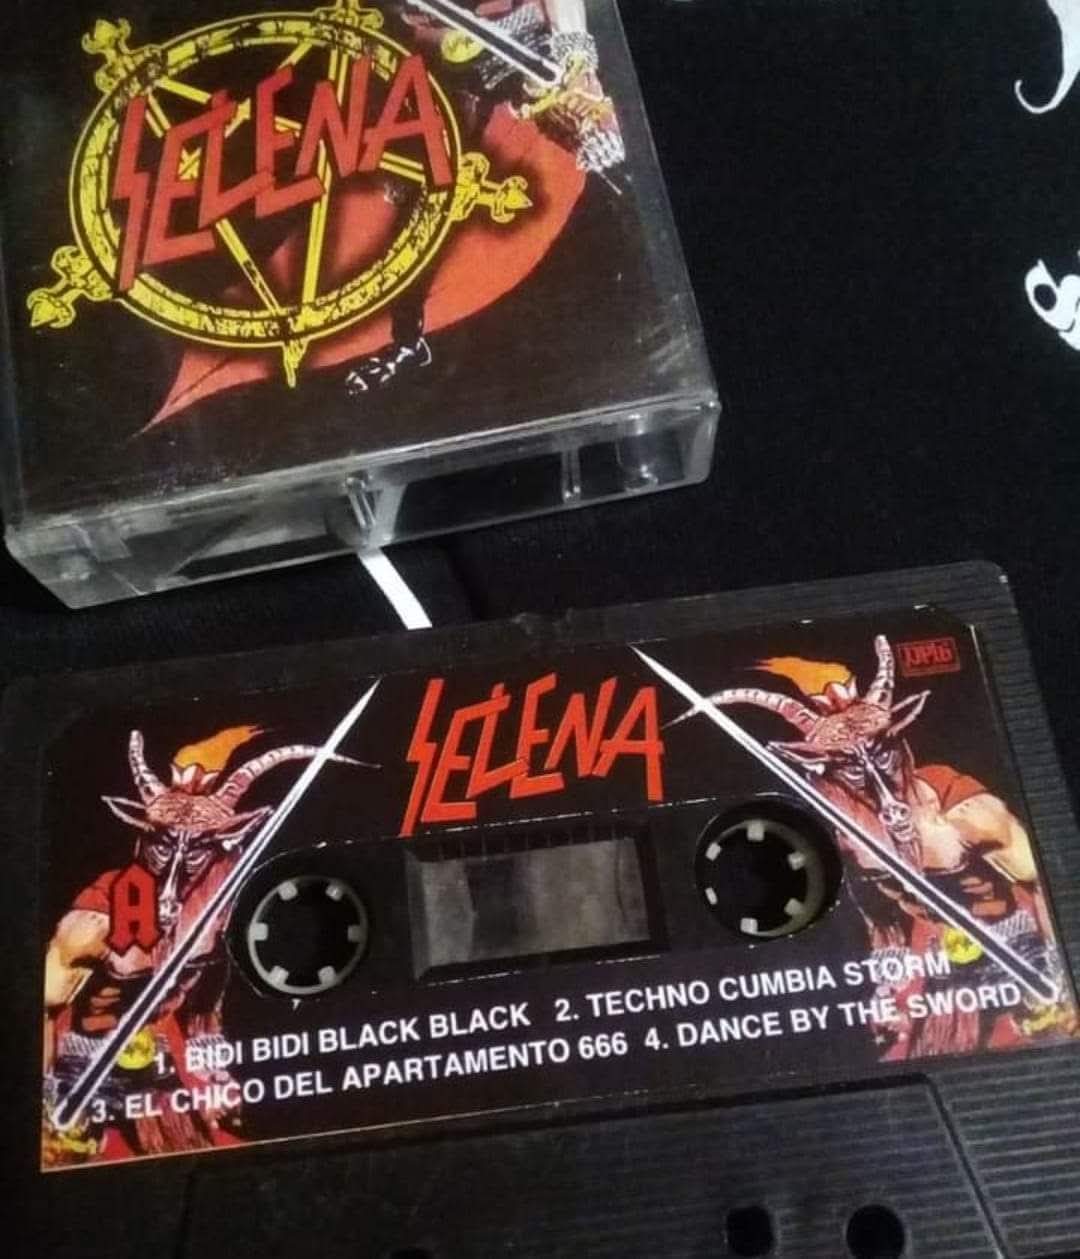 SELENA
SELENA
A
1. BIDI BIDI BLACK BLACK 2. TECHNO CUMBIA STORM
3. EL CHICO DEL APARTAMENTO 666 4. DANCE BY THE SWORD